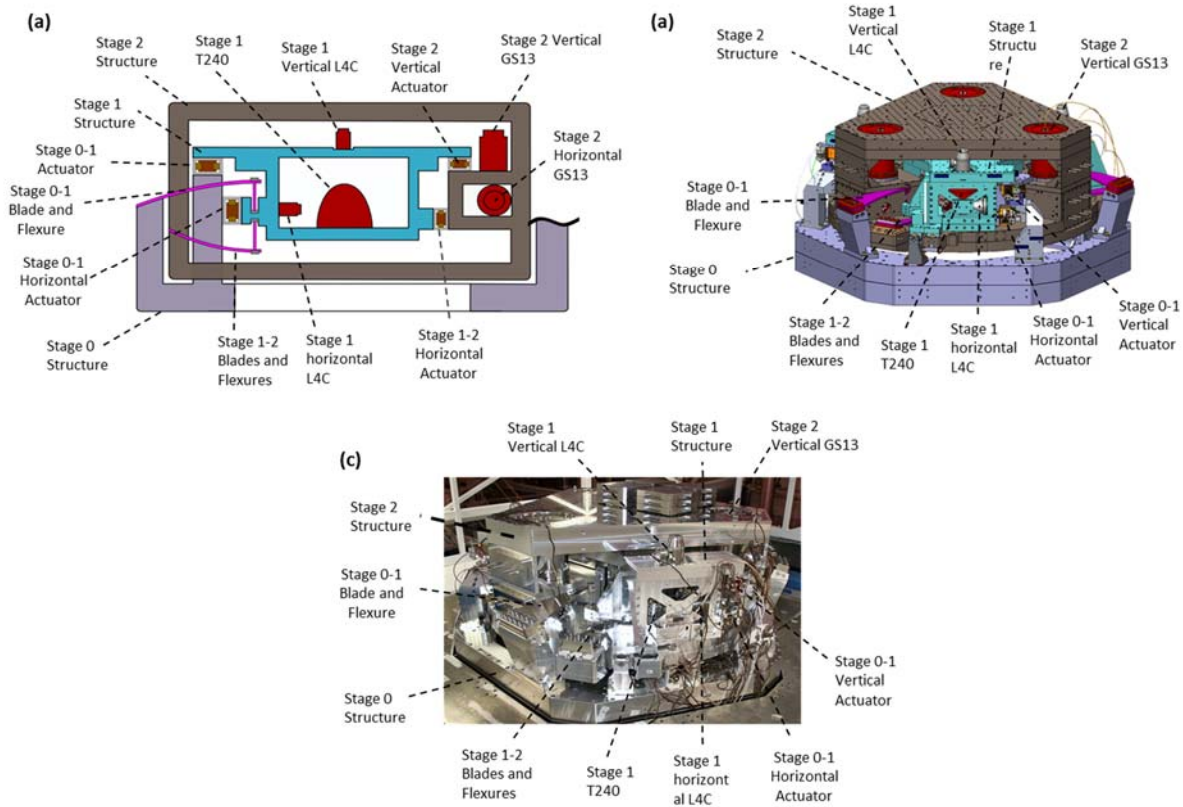 (a)
Stage 2
Structure
Stage 1
T240
Stage 1
Vertical L4C
Stage 2
Vertical
Actuator
Stage 2 Vertical
GS13
Stage 1
Structure
Stage 0-1
Actuator
Stage 0-1
Blade and
Flexure
Stage 0-1
Horizontal
Actuator
Stage 0
Structure
Stage 1-2
Blades and
Flexures
Stage 1
horizontal
L4C
Stage 1-2
Horizontal
Actuator
Stage 2
Horizontal
GS13
(a)
Stage 2
Structure
Stage 1
Vertical
L4C
Stage 1
Structu
re
Stage 2
Vertical GS13
Stage 0-1
Blade and
Flexure
Stage 0
Structure
Stage 1-2
Blades and
Flexures
Stage 1
T240
Stage 1
horizontal
L4C
Stage 0-1
Horizontal
Actuator
Stage 0-1
Vertical
Actuator
(c)
Stage 1
Vertical L4C
Stage 1
Structure
Stage 2
Vertical GS13
Stage 2
Structure
Stage 0-1
Blade and
Flexure
Stage 0
Structure
Stage 1-2
Blades and
Flexures
Stage 1
T240
Stage 1
horizont
al L4C
Stage 0-1
Horizontal
Actuator
Stage 0-1
Vertical
Actuator